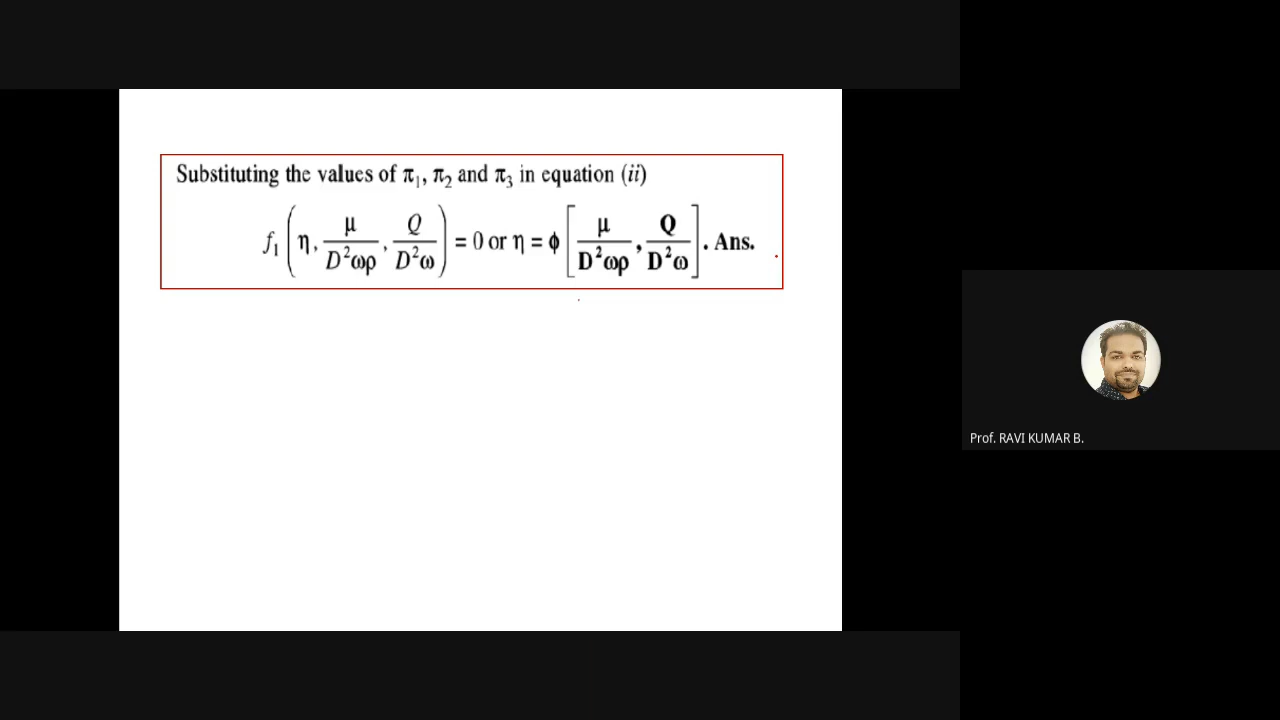 Substituting the values of π₁, π₂ and π₃ in equation (ii)
f₁ (η, μ/D²ωρ, Q/D²ω) = 0 or η = ϕ [μ/D²ωρ, Q/D²ω]. Ans.
Prof. RAVI KUMAR B.